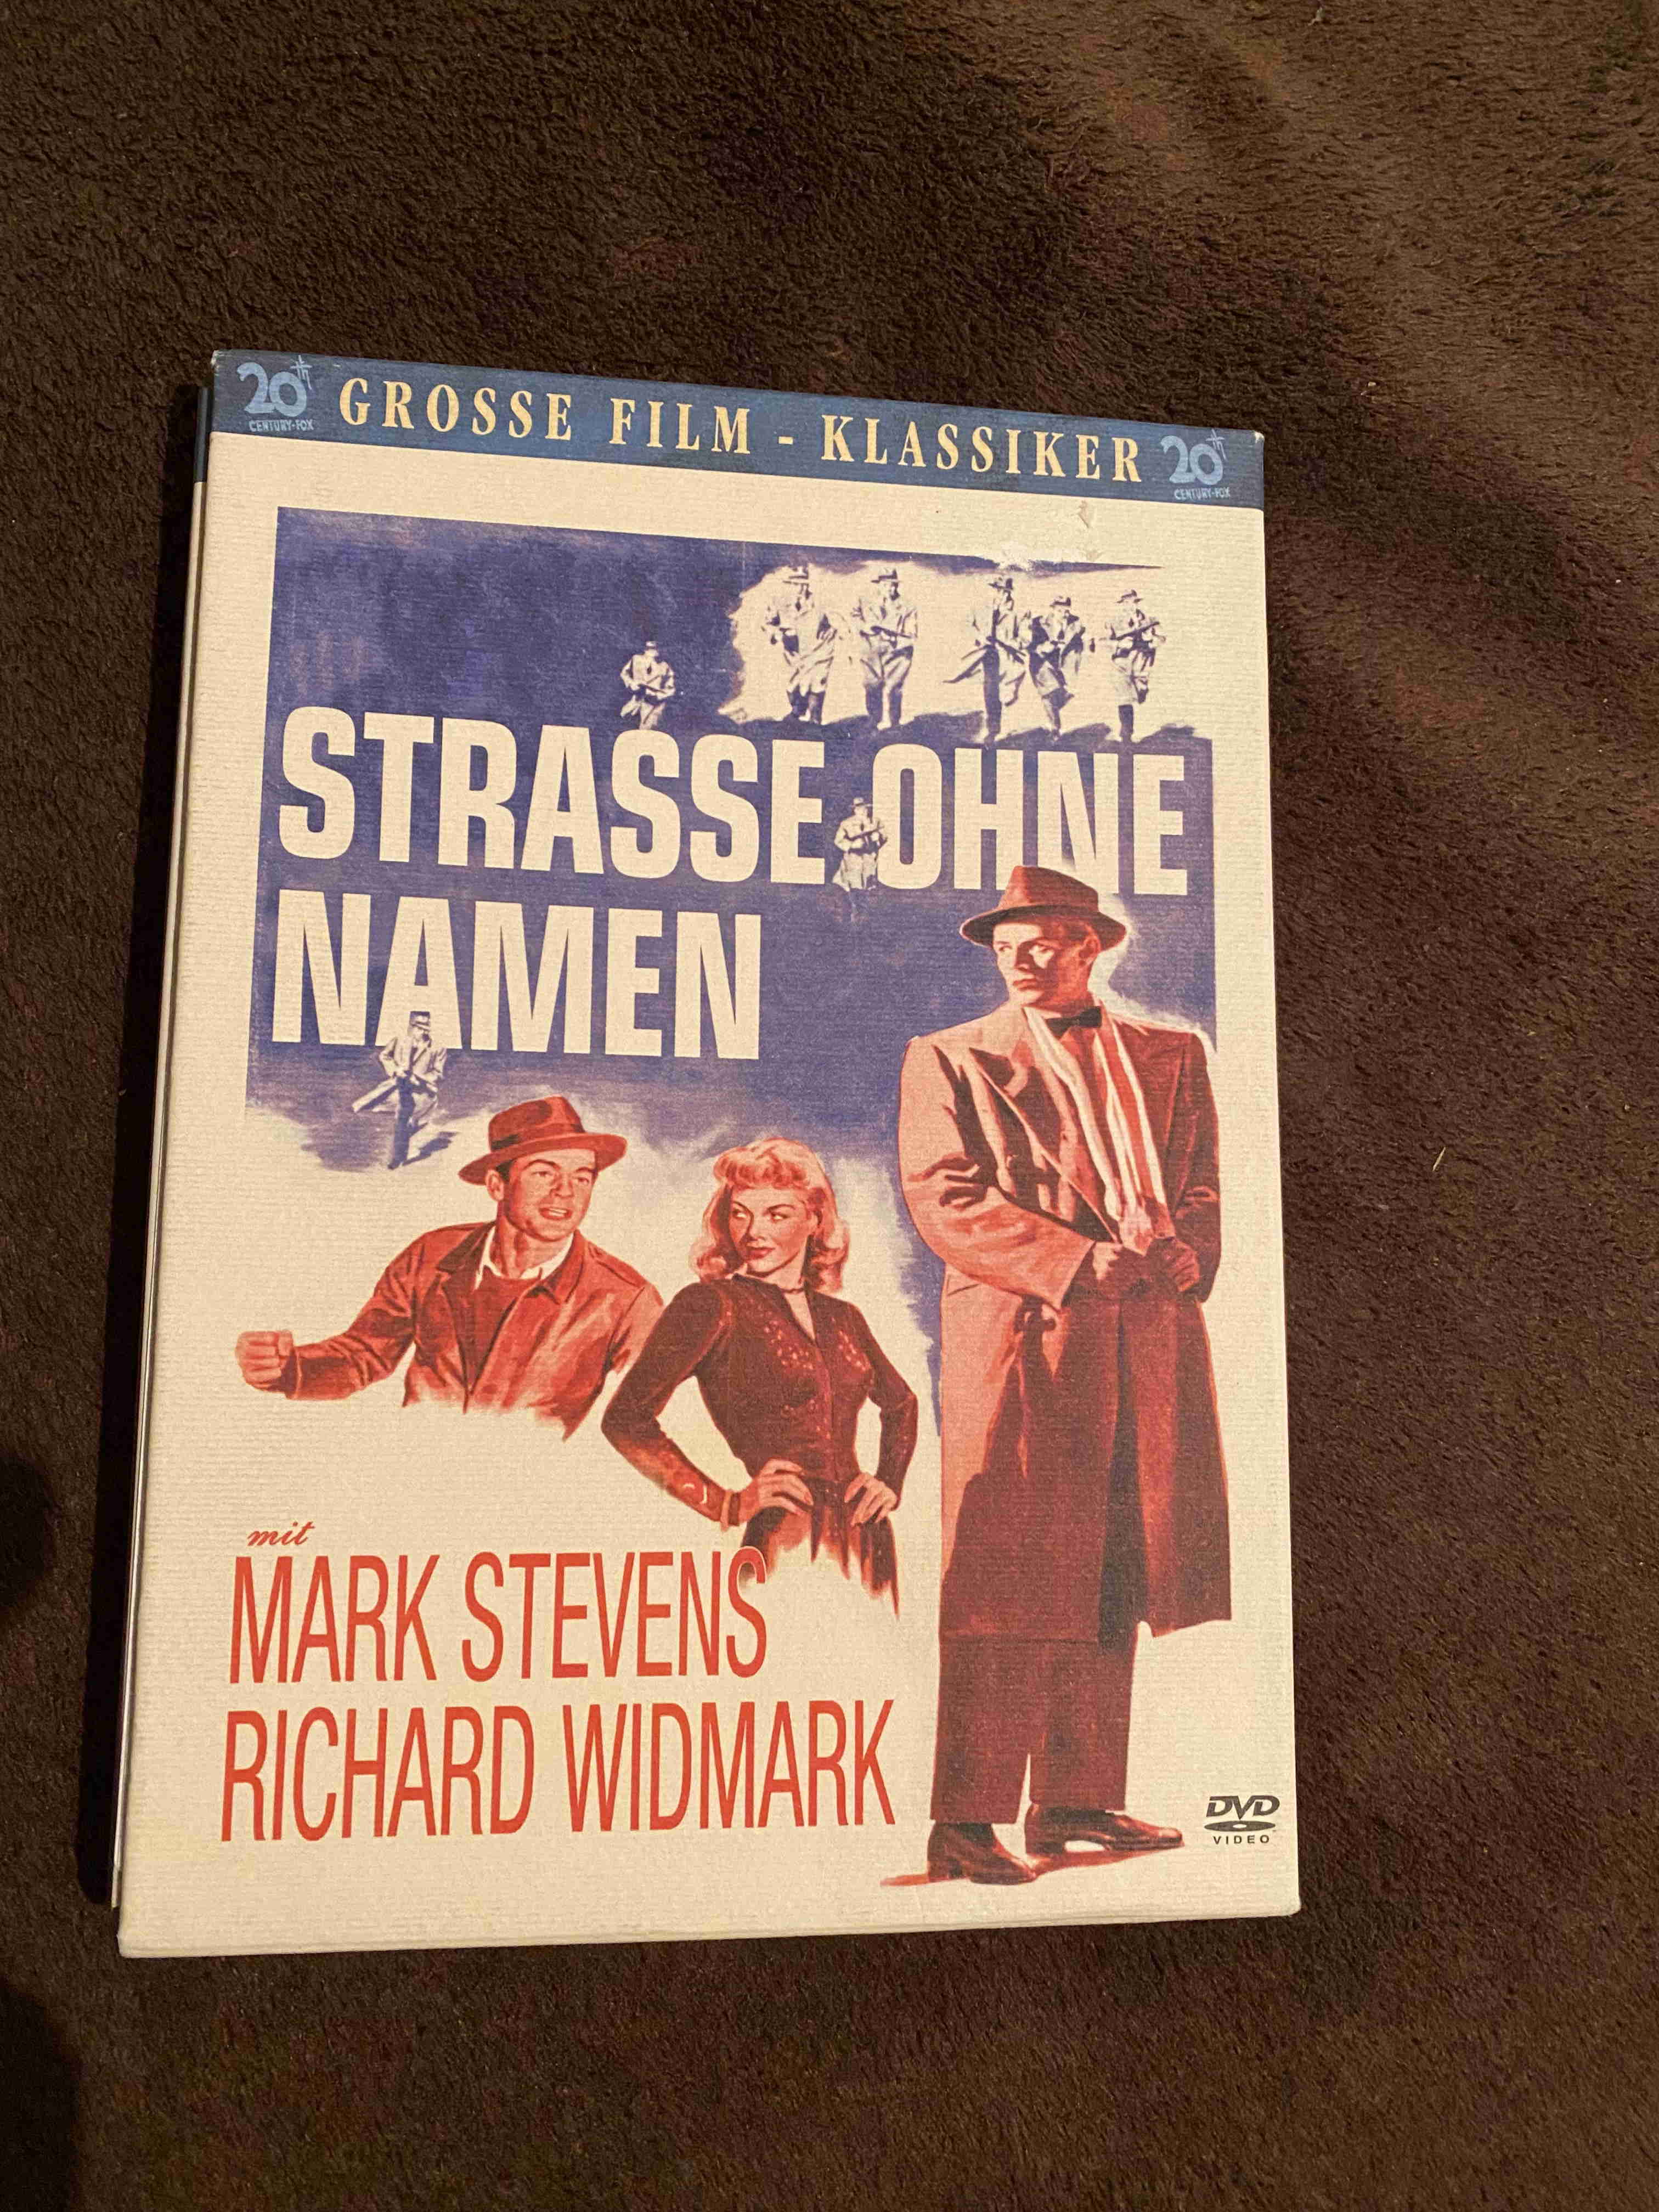 20th CENTURY-FOX GROSSE FILM - KLASSIKER 20th CENTURY-FOX
STRASSE OHNE
NAMEN
mit
MARK STEVENS
RICHARD WIDMARK
DVD
VIDEO